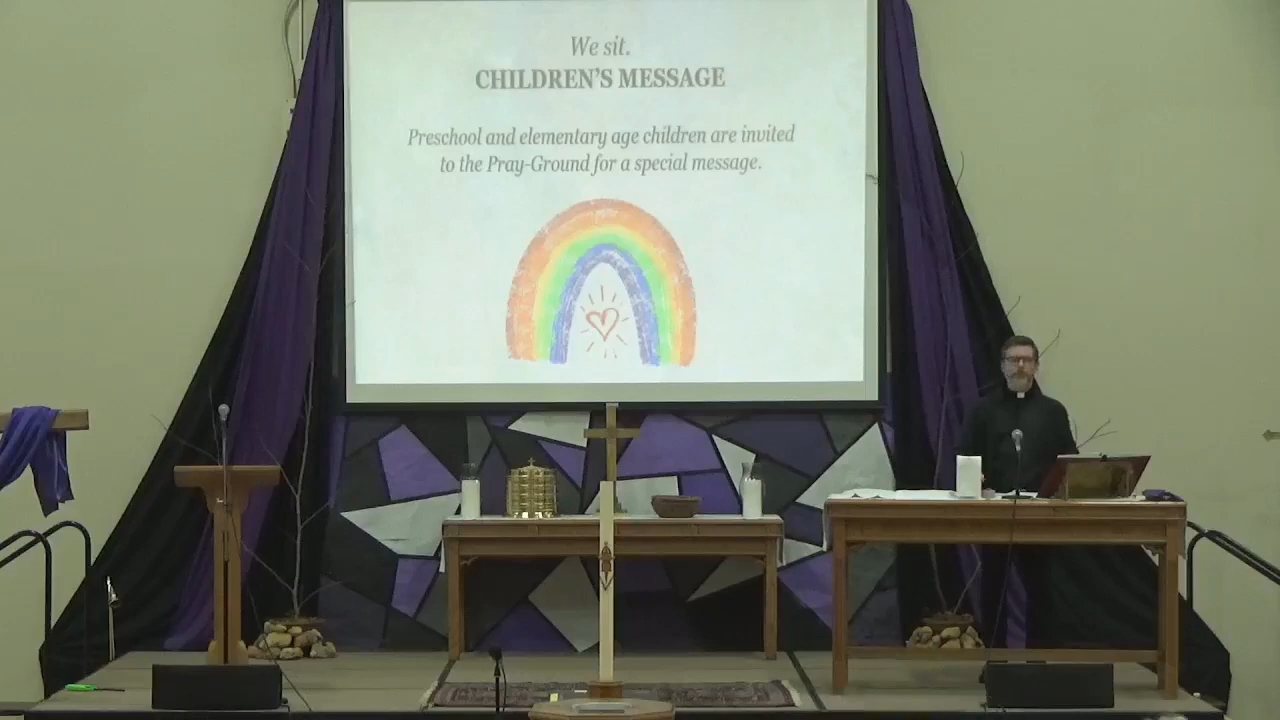 We sit.
CHILDREN'S MESSAGE
Preschool and elementary age children are invited
to the Pray-Ground for a special message.